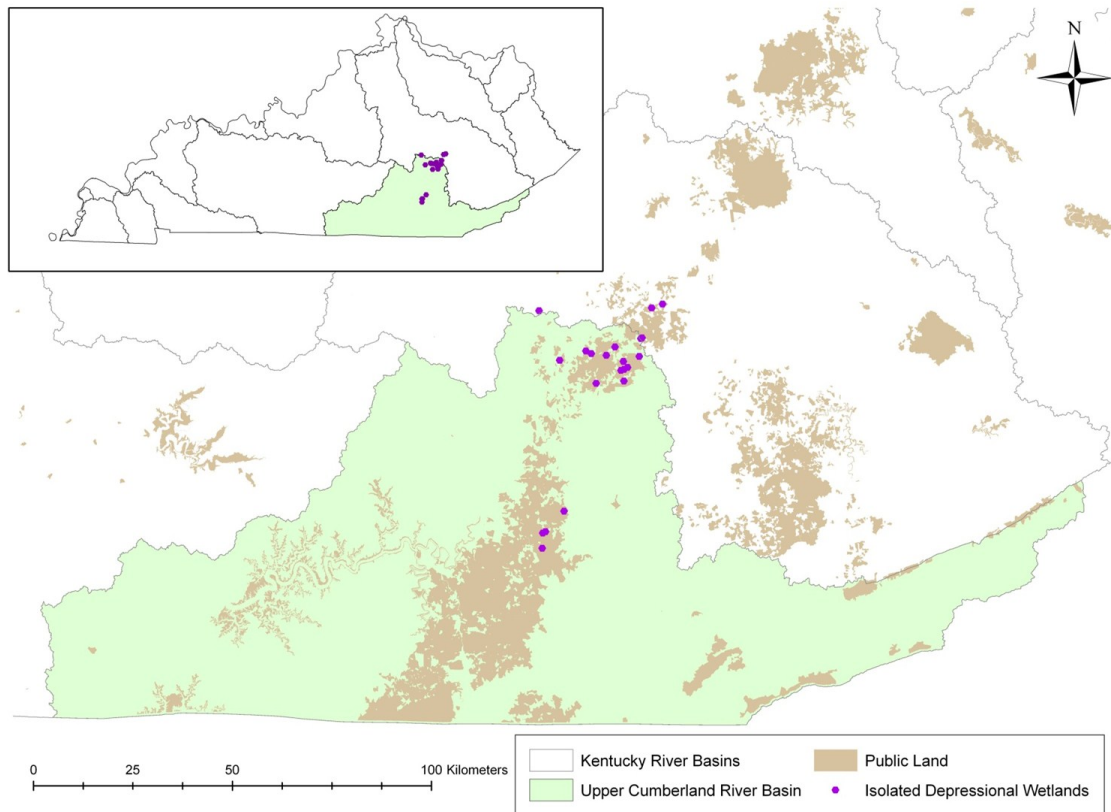 N
0 25 50 100 Kilometers
Kentucky River Basins
Public Land
Upper Cumberland River Basin
Isolated Depressional Wetlands